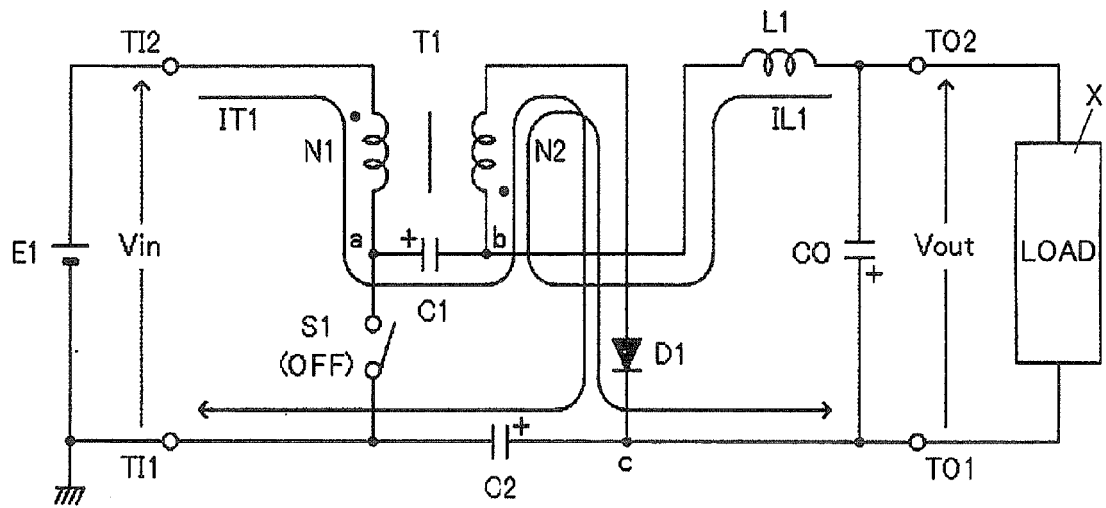 TI2
T1
L1
TO2
IT1
N1
N2
IL1
X
E1
Vin
a
+
b
C1
S1
(OFF)
D1
CO
+
Vout
LOAD
TI1
+
C2
c
TO1